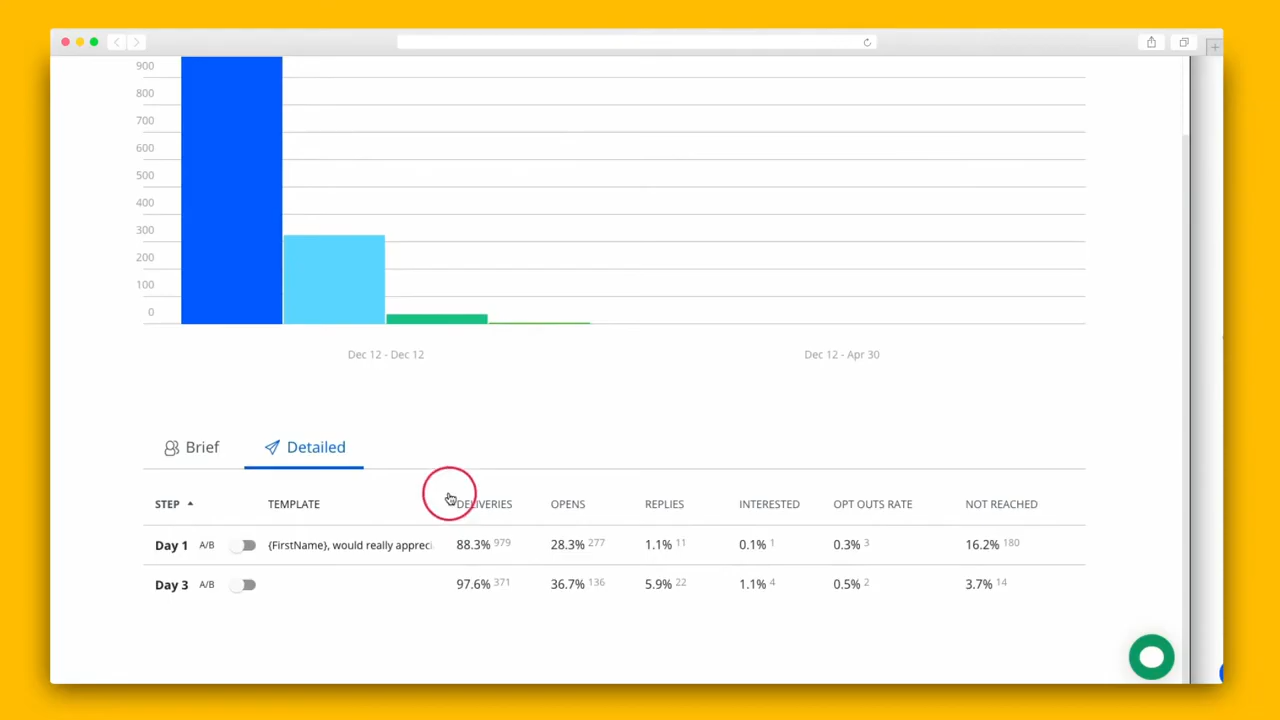 900
800
700
600
500
400
300
200
100
0
Dec 12 - Dec 12 Dec 12 - Apr 30
Brief Detailed
STEP TEMPLATE DELIVERIES OPENS REPLIES INTERESTED OPT OUTS RATE NOT REACHED
Day 1 A/B {FirstName}, would really appreci 88.3% 979 28.3% 277 1.1% 11 0.1% 1 0.3% 3 16.2% 180
Day 3 A/B 97.6% 371 36.7% 136 5.9% 22 1.1% 4 0.5% 2 3.7% 14